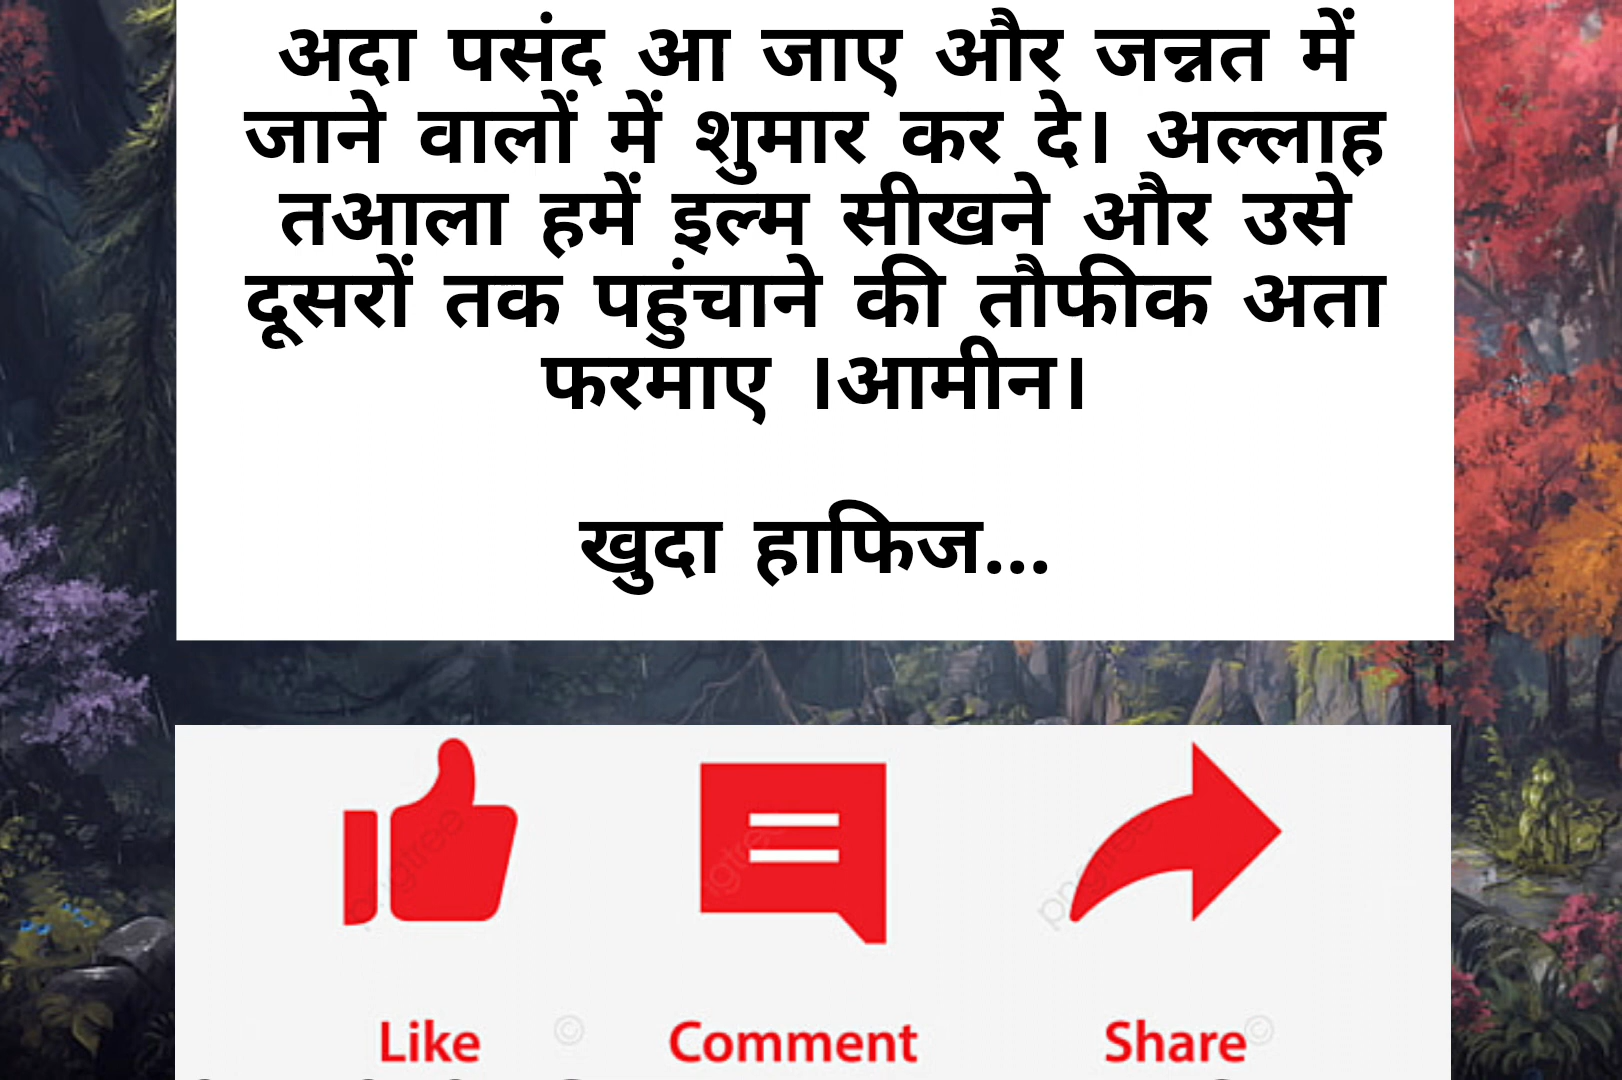 अदा पसंद आ जाए और जन्नत में
जाने वालों में शुमार कर दे। अल्लाह
तआला हमें इल्म सीखने और उसे
दूसरों तक पहुंचाने की तौफीक अता
फरमाए ।आमीन।
खुदा हाफिज...
Like Comment Share